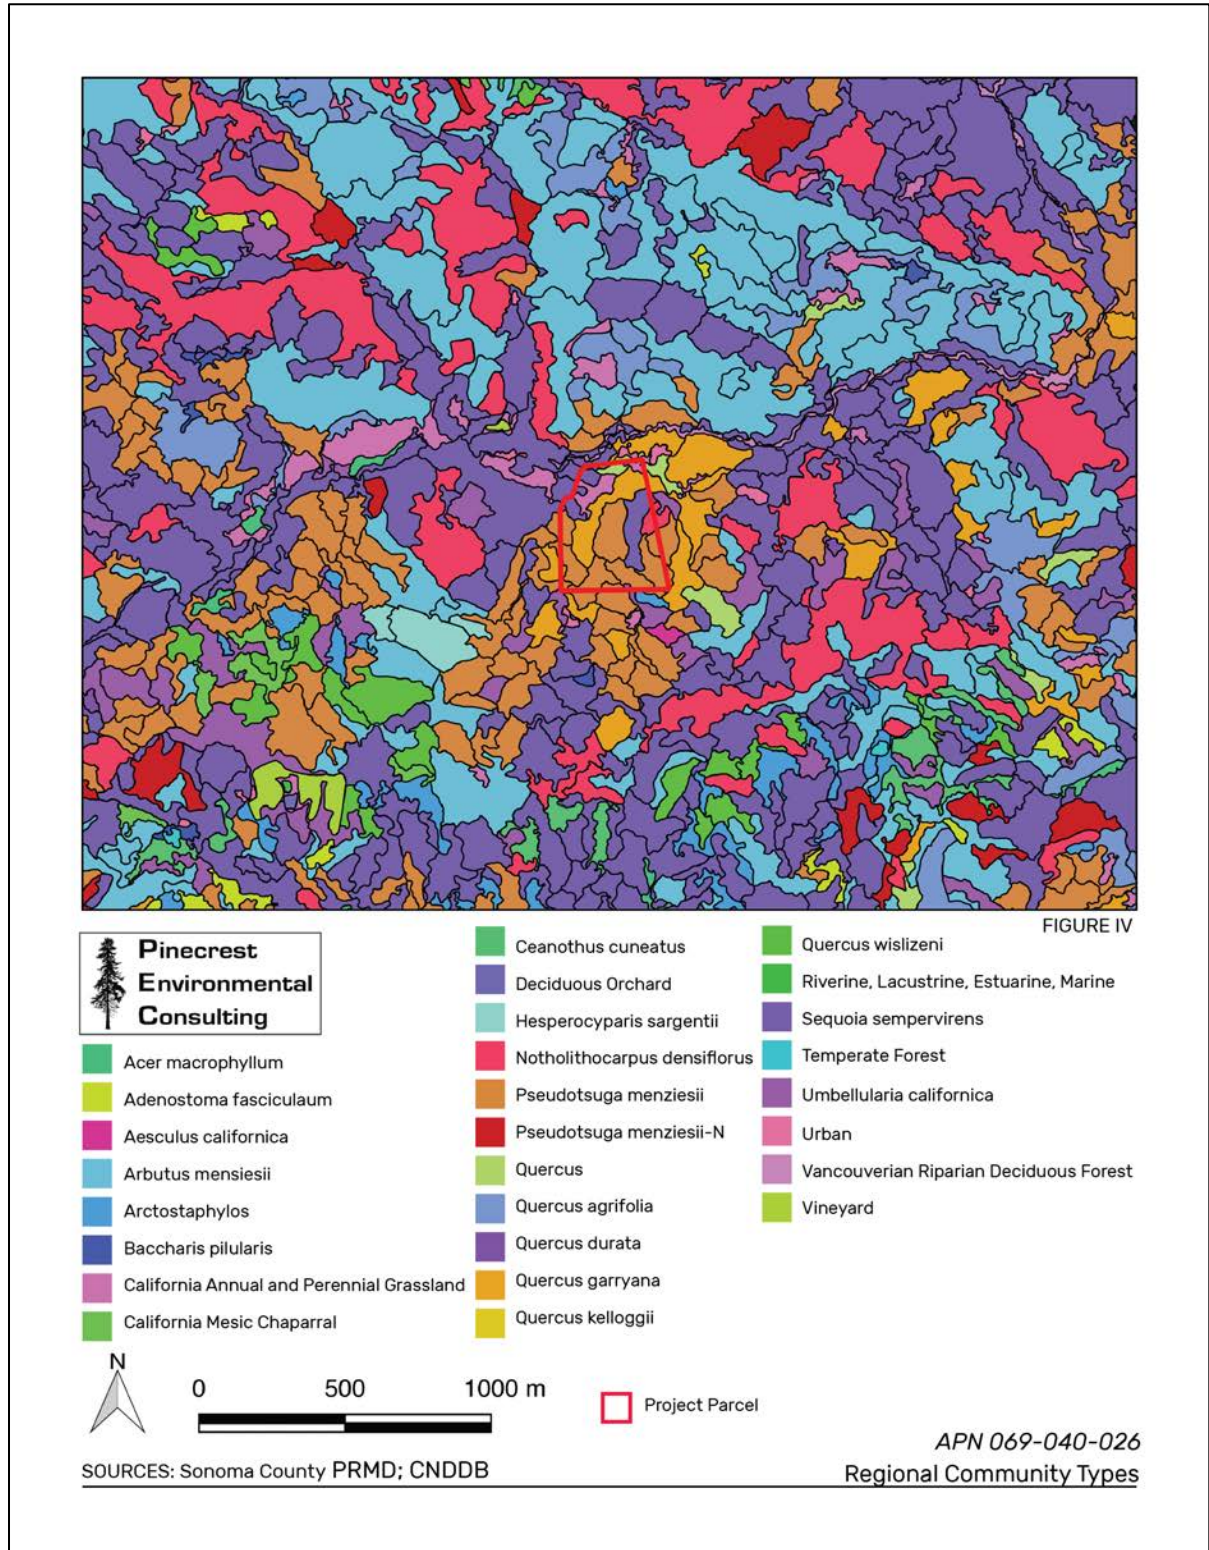 FIGURE IV
Pinecrest
Environmental
Consulting
Acer macrophyllum
Adenostoma fasciculaum
Aesculus californica
Arbutus mensiesii
Arctostaphylos
Baccharis pilularis
California Annual and Perennial Grassland
California Mesic Chaparral
Ceanothus cuneatus
Deciduous Orchard
Hesperocyparis sargentii
Notholithocarpus densiflorus
Pseudotsuga menziesii
Pseudotsuga menziesii-N
Quercus
Quercus agrifolia
Quercus durata
Quercus garryana
Quercus kelloggii
Quercus wislizeni
Riverine, Lacustrine, Estuarine, Marine
Sequoia sempervirens
Temperate Forest
Umbellularia californica
Urban
Vancouverian Riparian Deciduous Forest
Vineyard
N
0 500 1000 m
Project Parcel
APN 069-040-026
SOURCES: Sonoma County PRMD; CNDDB
Regional Community Types